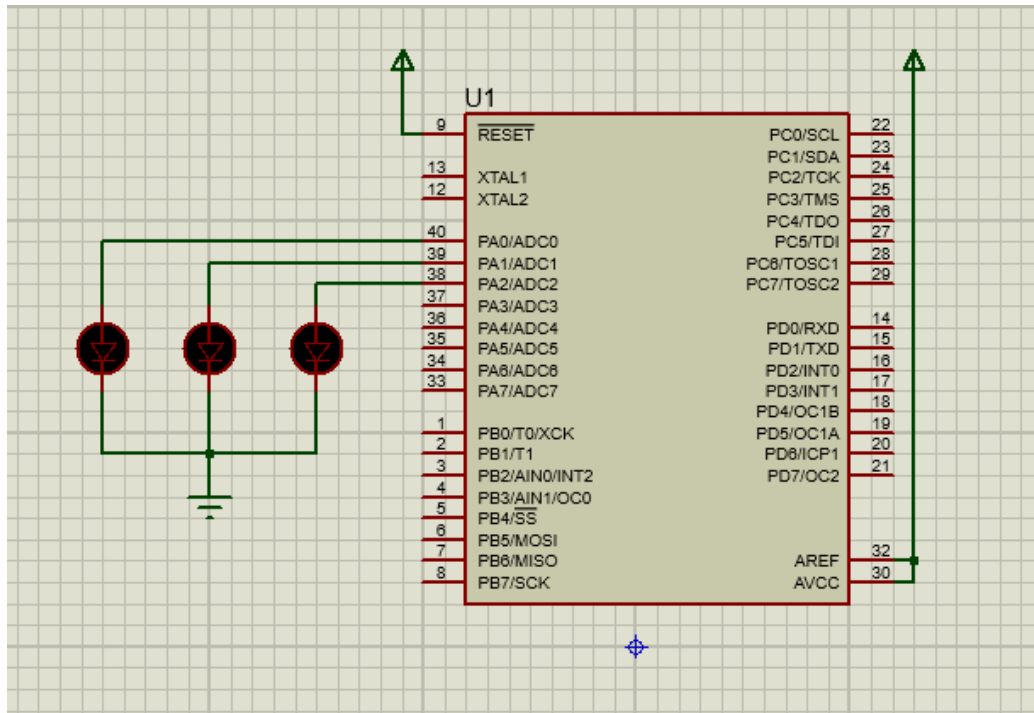 U1
9 RESET
13 XTAL1
12 XTAL2
40 PA0/ADC0
39 PA1/ADC1
38 PA2/ADC2
37 PA3/ADC3
36 PA4/ADC4
35 PA5/ADC5
34 PA6/ADC6
33 PA7/ADC7
1 PB0/T0/XCK
2 PB1/T1
3 PB2/AIN0/INT2
4 PB3/AIN1/OC0
5 PB4/SS
6 PB5/MOSI
7 PB6/MISO
8 PB7/SCK
PC0/SCL 22
PC1/SDA 23
PC2/TCK 24
PC3/TMS 25
PC4/TDO 26
PC5/TDI 27
PC6/TOSC1 28
PC7/TOSC2 29
PD0/RXD 14
PD1/TXD 15
PD2/INT0 16
PD3/INT1 17
PD4/OC1B 18
PD5/OC1A 19
PD6/ICP1 20
PD7/OC2 21
AREF 32
AVCC 30